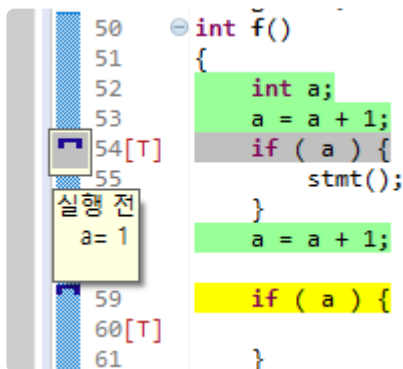 50 int f()
51 {
52 int a;
53 a = a + 1;
54[T] if ( a ) {
55 stmt();
실행 전
a= 1
}
a = a + 1;
59 if ( a ) {
60[T]
61 }